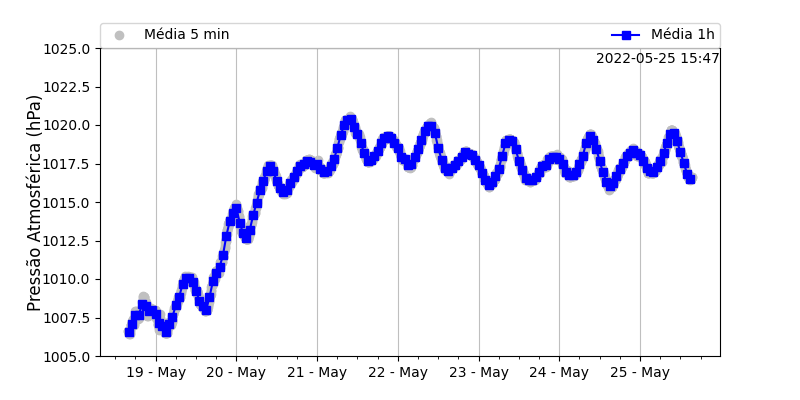 Média 5 min
Média 1h
2022-05-25 15:47
Pressão Atmosférica (hPa)
1025.0
1022.5
1020.0
1017.5
1015.0
1012.5
1010.0
1007.5
1005.0
19 - May
20 - May
21 - May
22 - May
23 - May
24 - May
25 - May